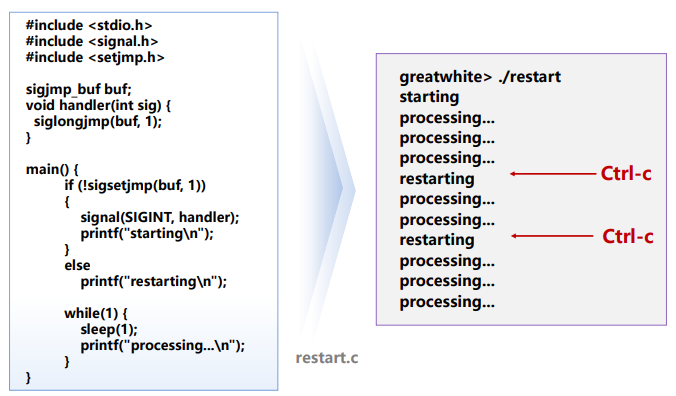 #include <stdio.h>
#include <signal.h>
#include <setjmp.h>

sigjmp_buf buf;
void handler(int sig) {
  siglongjmp(buf, 1);
}

main() {
        if (!sigsetjmp(buf, 1))
        {
           signal(SIGINT, handler);
           printf("starting\n");
        }
        else
           printf("restarting\n");

        while(1) {
           sleep(1);
           printf("processing...\n");
        }
}
restart.c
greatwhite> ./restart
starting
processing...
processing...
processing...
restarting
Ctrl-c
processing...
processing...
restarting
Ctrl-c
processing...
processing...
processing...